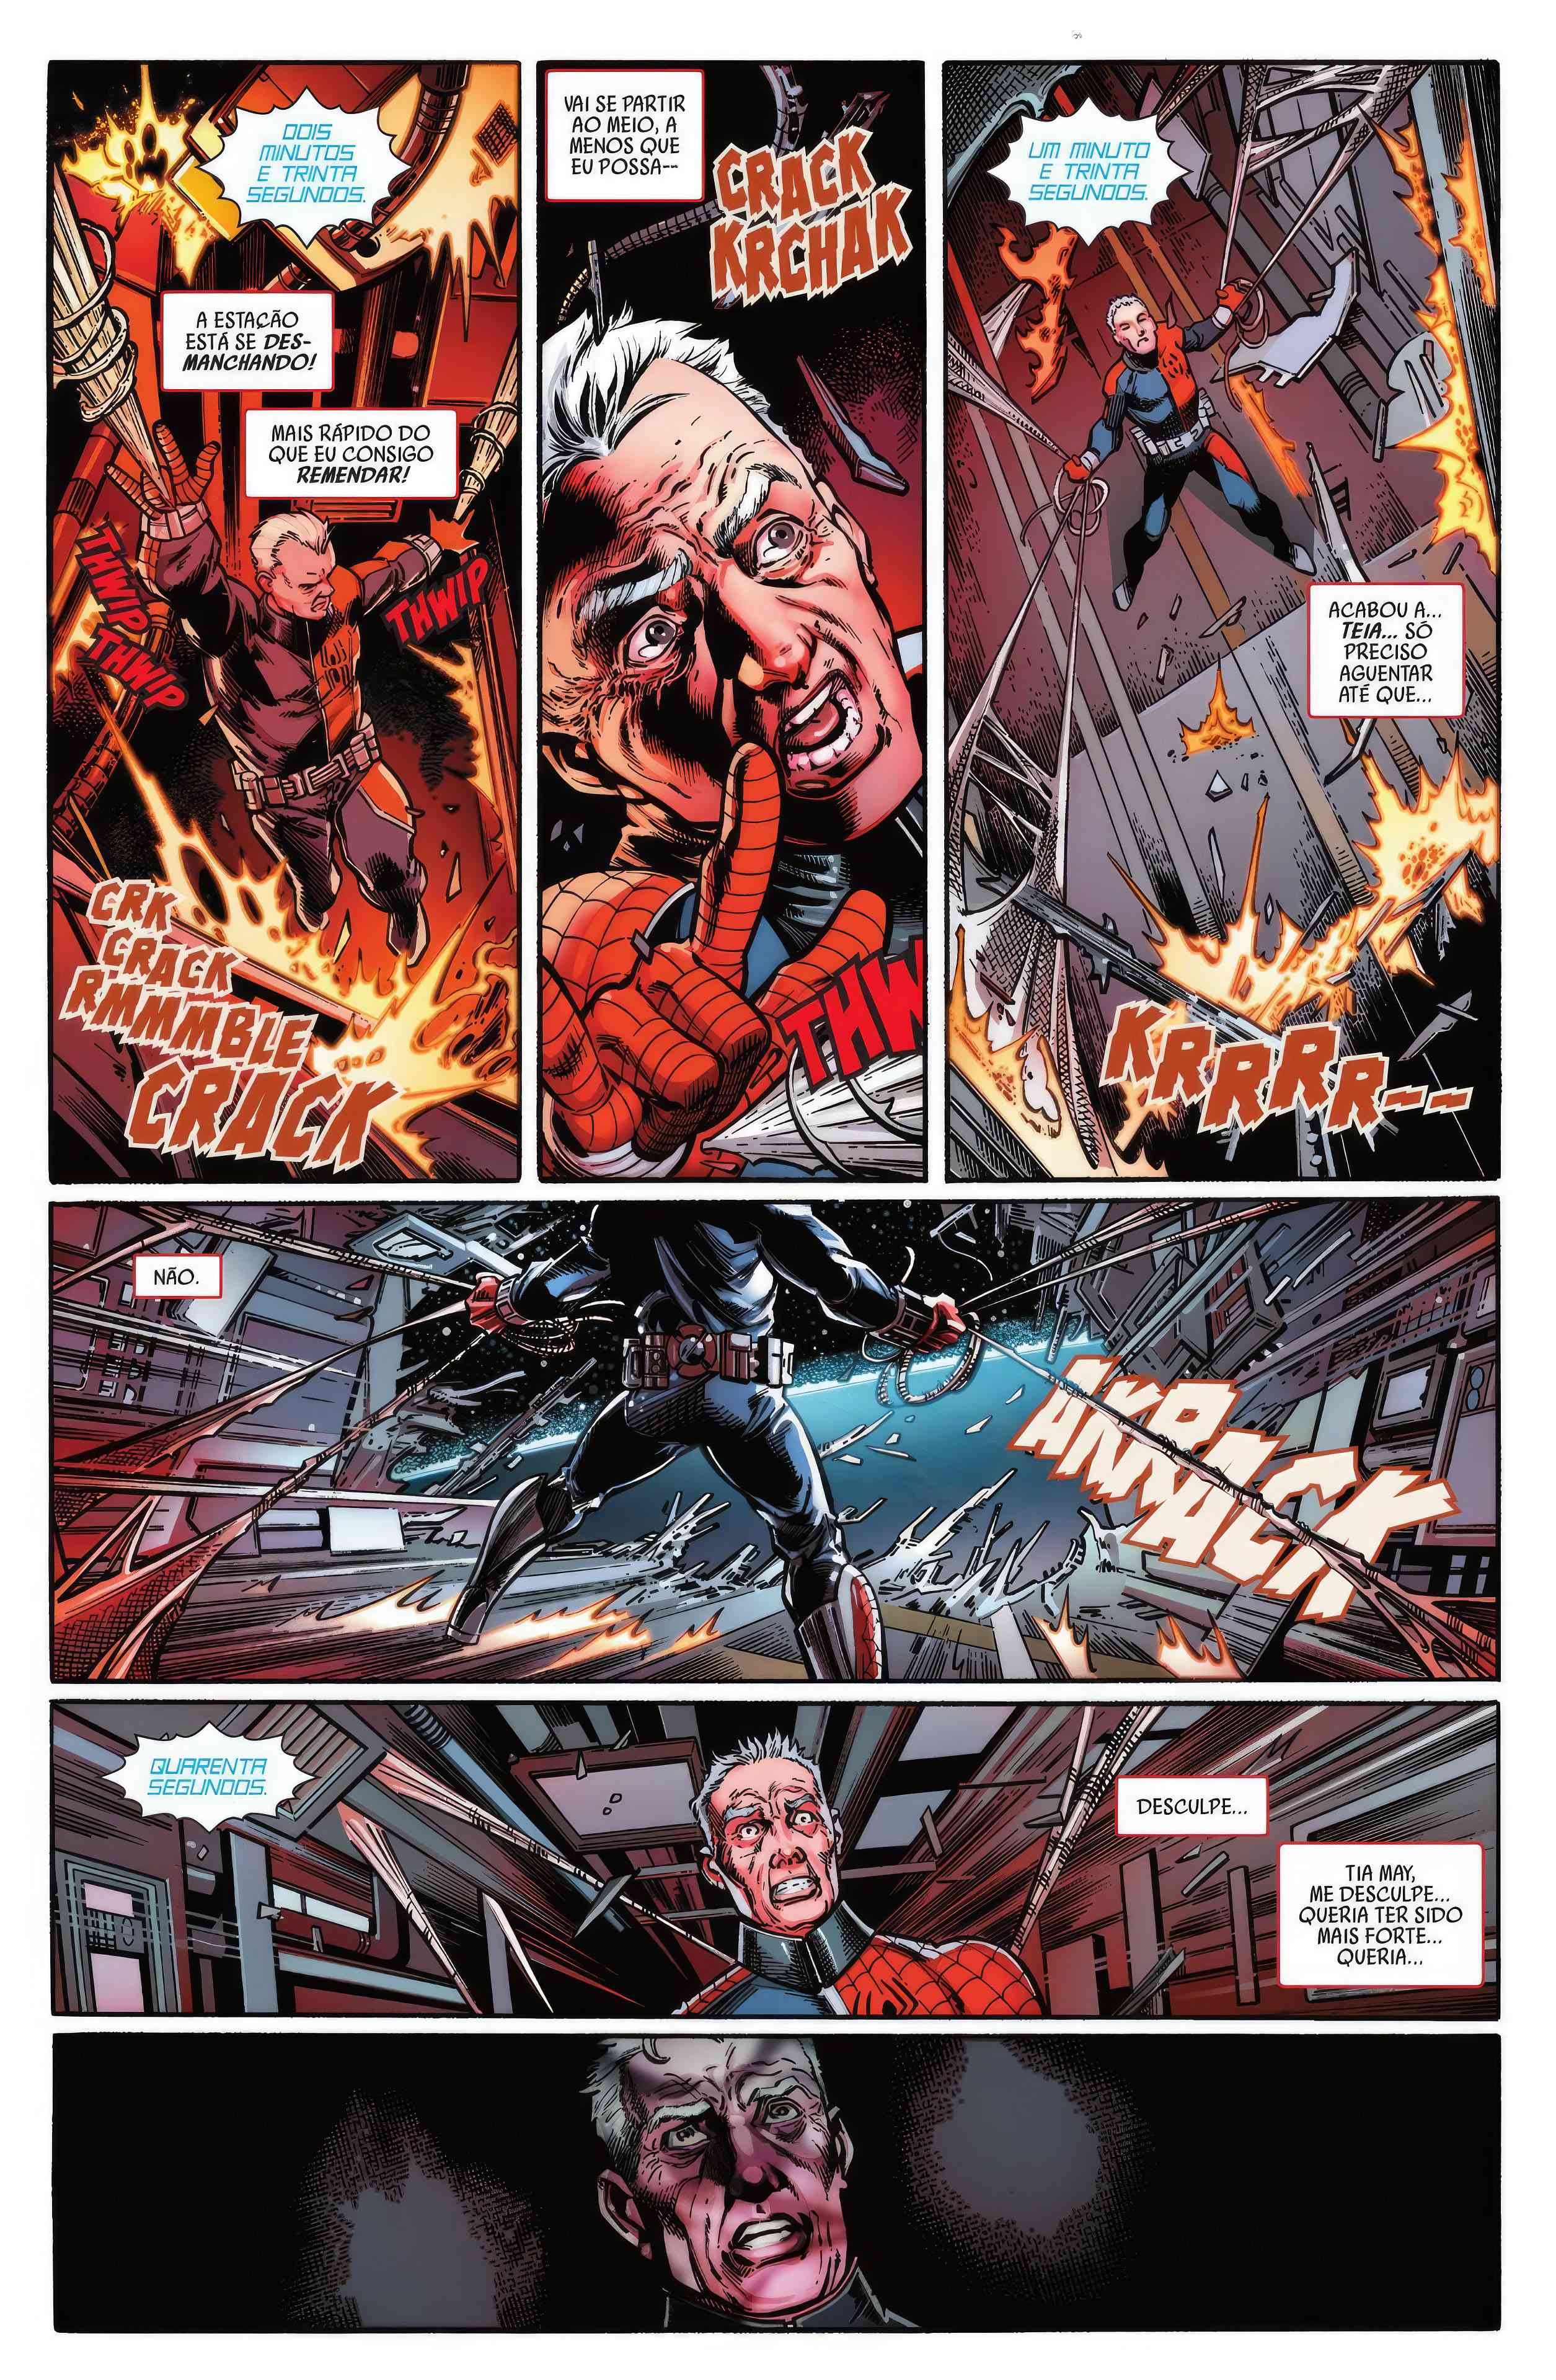 DOIS
MINUTOS
E TRINTA
SEGUNDOS.
A ESTAÇÃO
ESTÁ SE DES-
MANCHANDO!
MAIS RÁPIDO DO
QUE EU CONSIGO
REMENDAR!
THWIP
THWIP
THWIP
CRK
CRACK
RMMMMBLE
CRACK
VAI SE PARTIR
AO MEIO, A
MENOS QUE
EU POSSA--
CRACK
KRCHAK
THW
UM MINUTO
E TRINTA
SEGUNDOS.
ACABOU A...
TEIA... SÓ
PRECISO
AGUENTAR
ATÉ QUE...
KRRRRR--
NÃO.
AKRACK
QUARENTA
SEGUNDOS.
DESCULPE...
TIA MAY,
ME DESCULPE...
QUERIA TER SIDO
MAIS FORTE...
QUERIA...